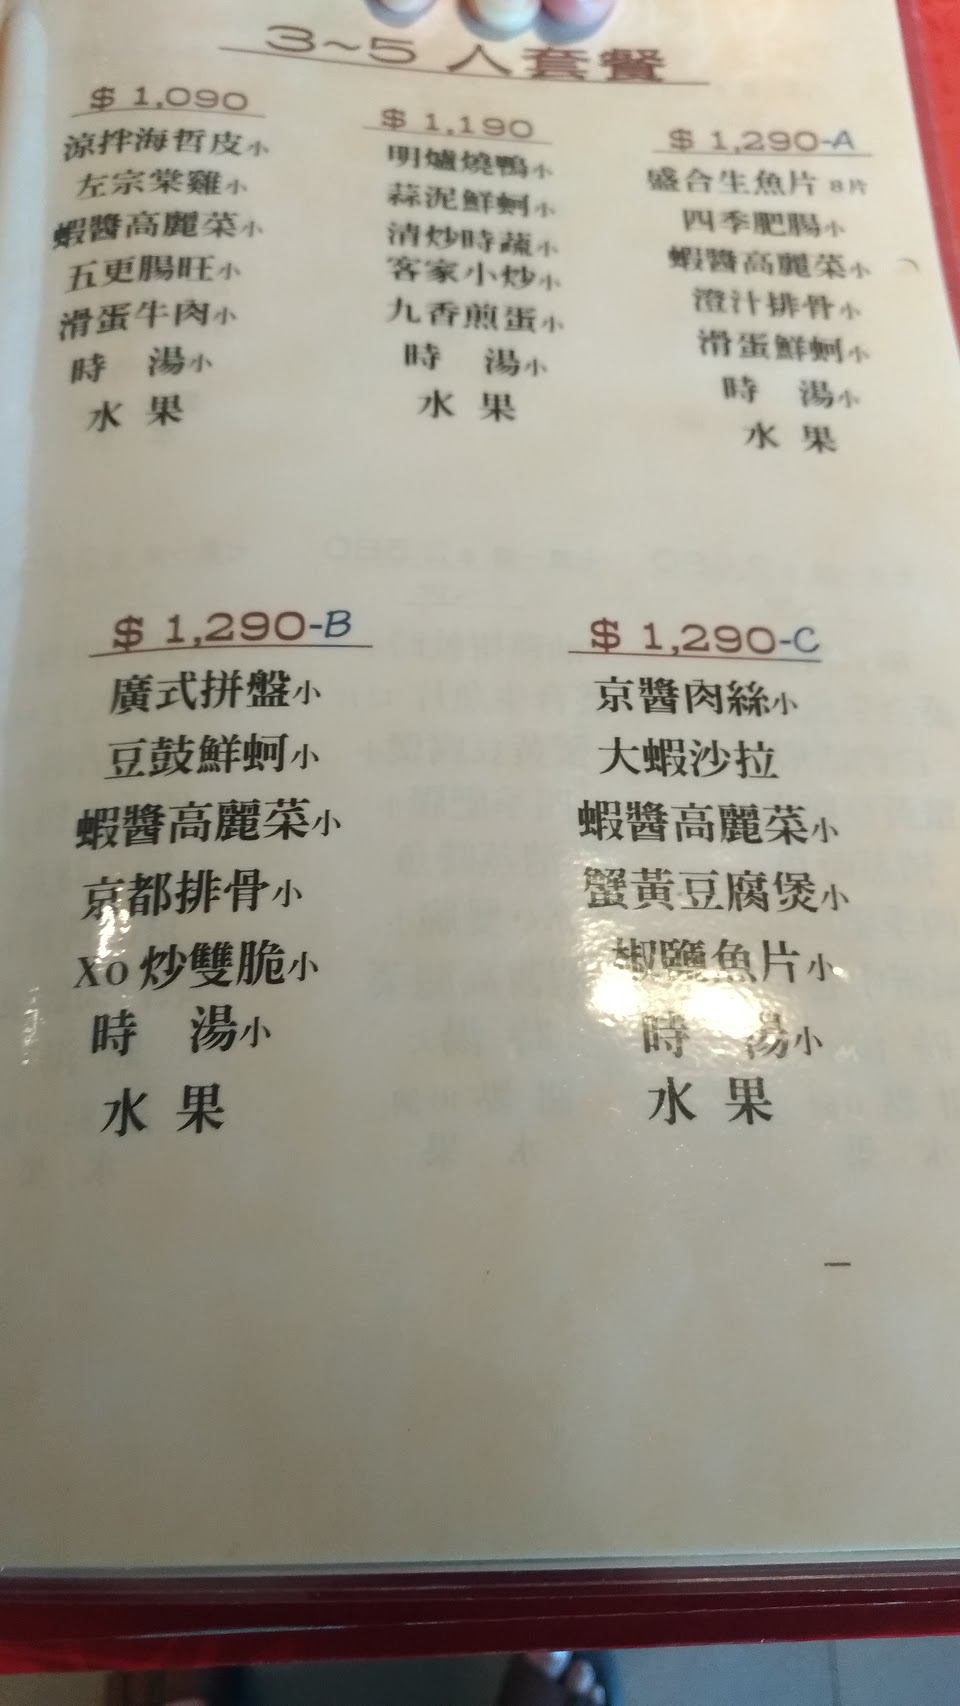 3~5 人套餐
$ 1,090
涼拌海哲皮小
左宗棠雞小
蝦醬高麗菜小
五更腸旺小
滑蛋牛肉小
時 湯小
水 果
$ 1,190
明爐燒鴨小
蒜泥鮮蚵小
清炒時蔬小
客家小炒小
九香煎蛋小
時 湯小
水 果
$ 1,290-A
盛合生魚片 8片
四季肥腸小
蝦醬高麗菜小
澄汁排骨小
滑蛋鮮蚵小
時 湯小
水 果
$ 1,290-B
廣式拼盤小
豆鼓鮮蚵小
蝦醬高麗菜小
京都排骨小
Xo 炒雙脆小
時 湯小
水 果
$ 1,290-C
京醬肉絲小
大蝦沙拉
蝦醬高麗菜小
蟹黃豆腐煲小
椒鹽魚片小
時 湯小
水 果